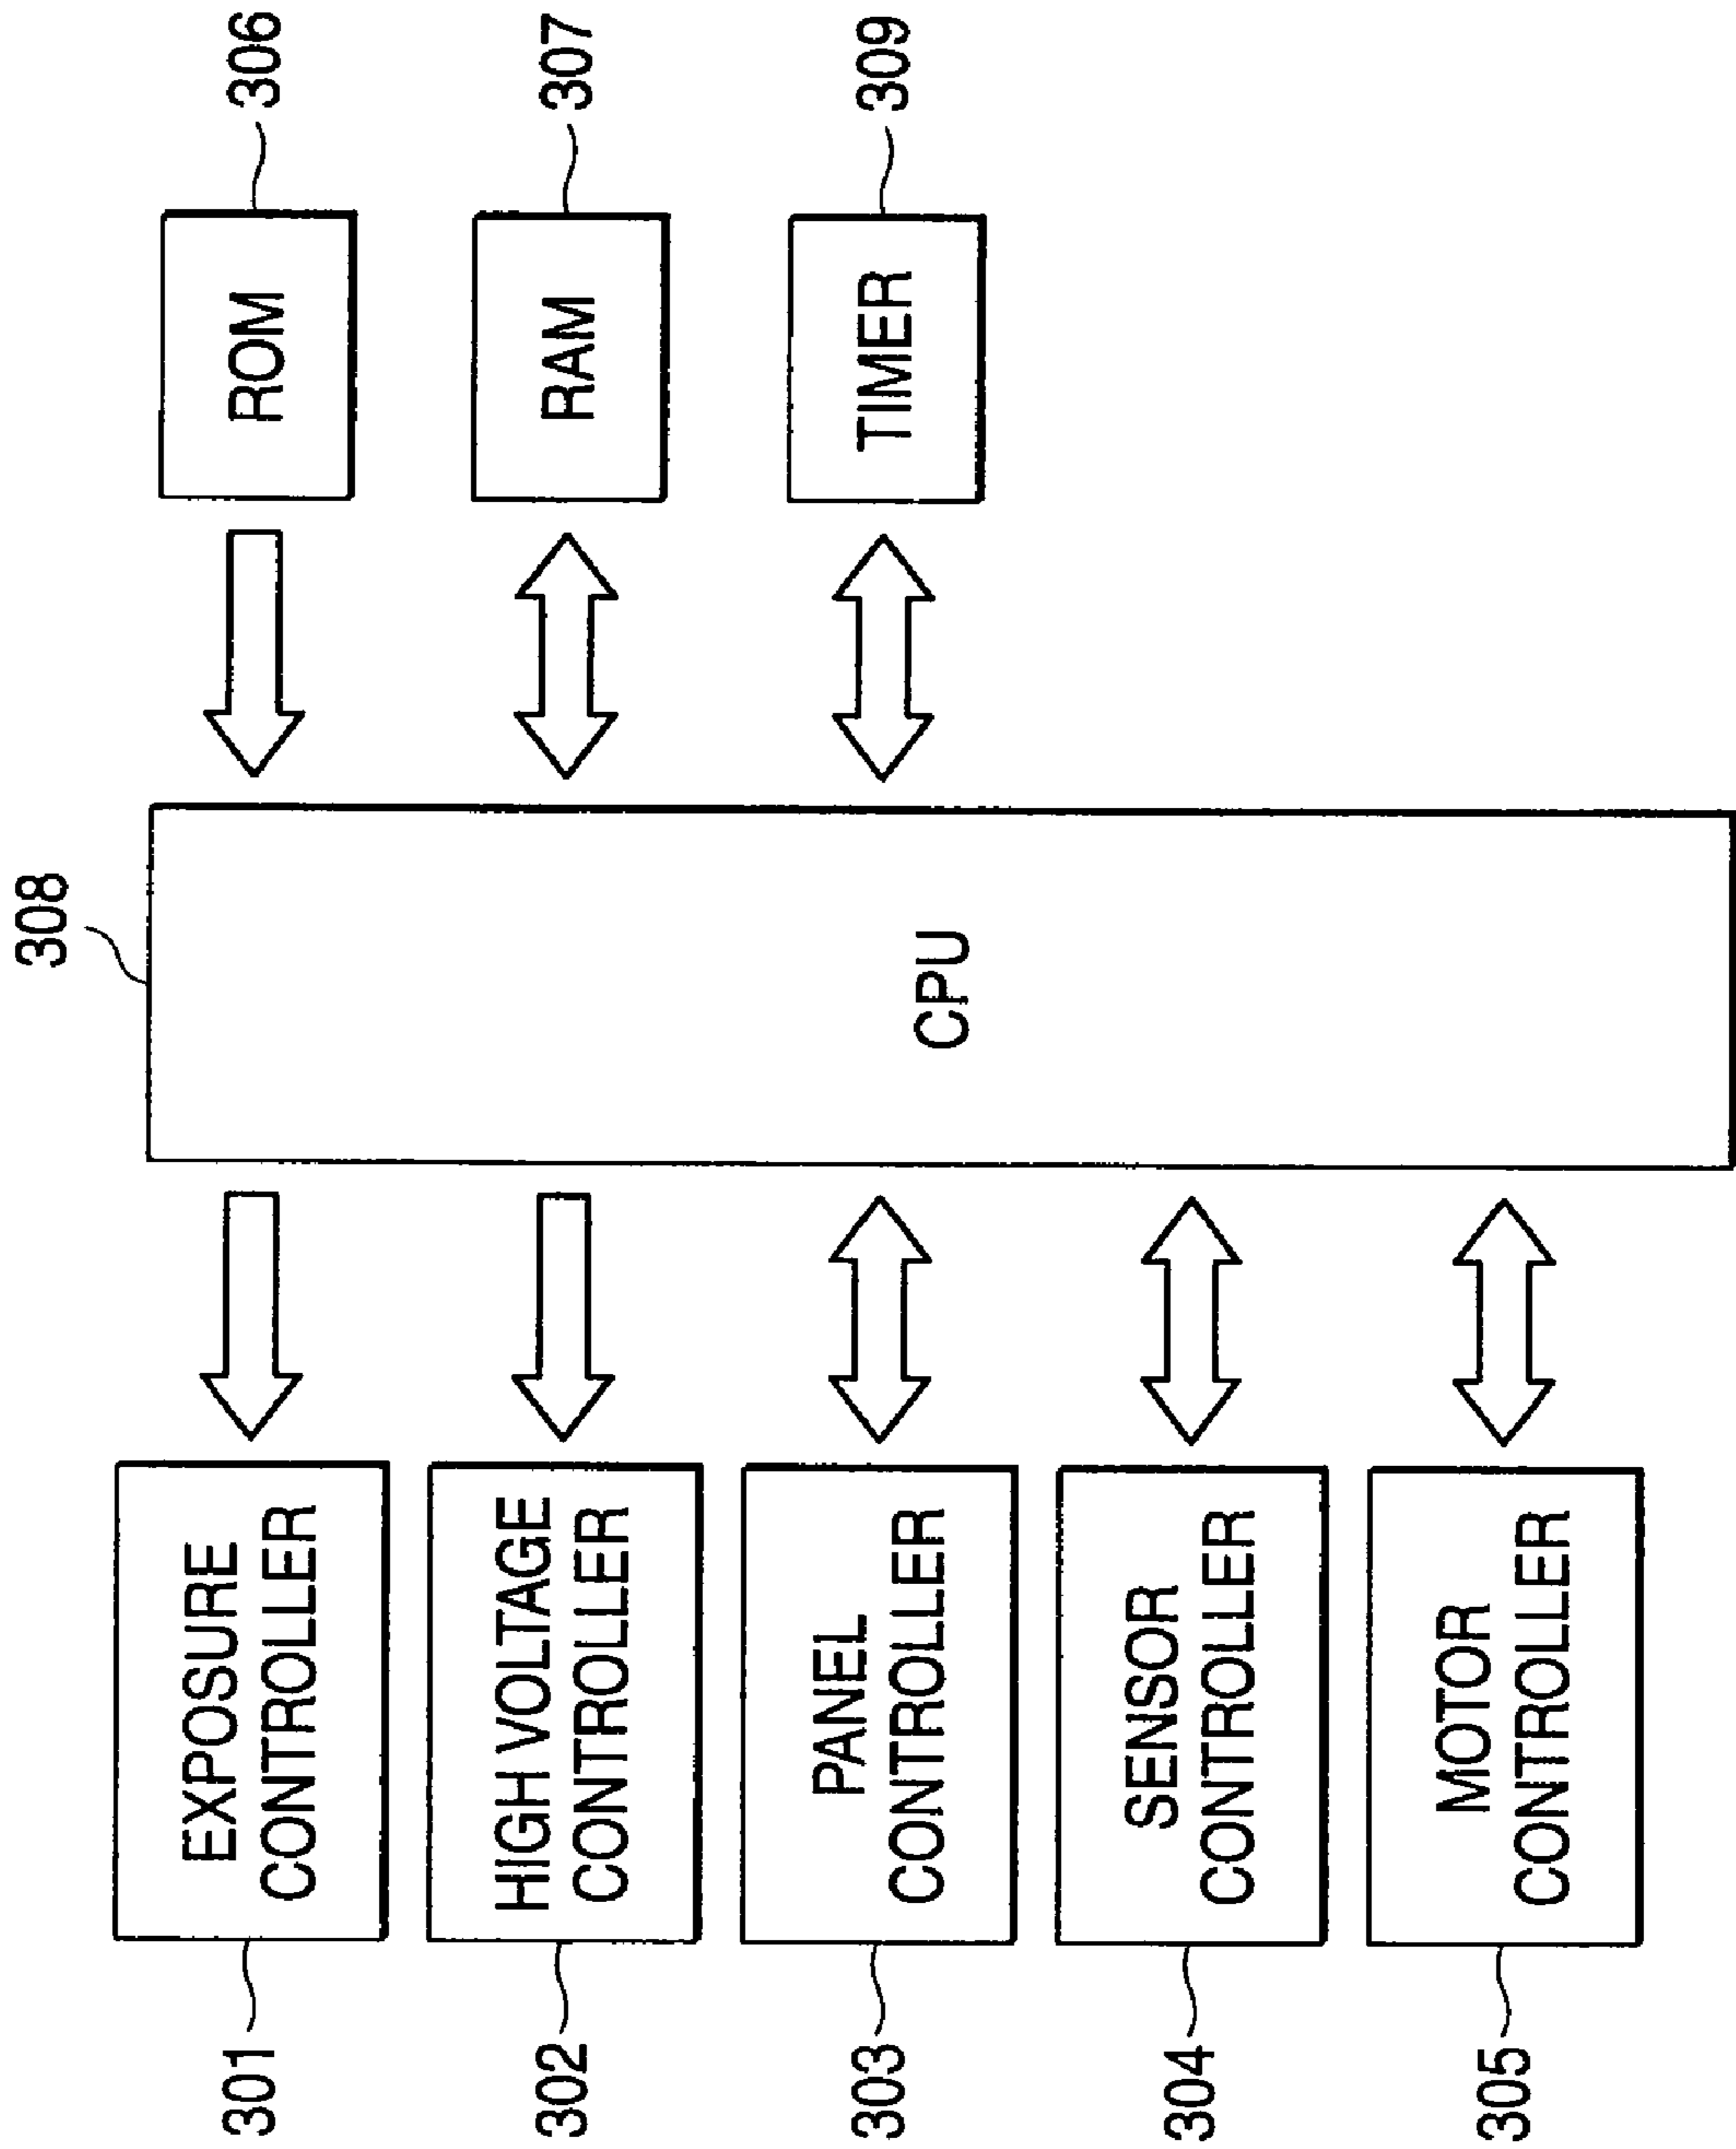 308
301
EXPOSURE
CONTROLLER
302
HIGH VOLTAGE
CONTROLLER
303
PANEL
CONTROLLER
304
SENSOR
CONTROLLER
305
MOTOR
CONTROLLER
CPU
ROM
306
RAM
307
TIMER
309